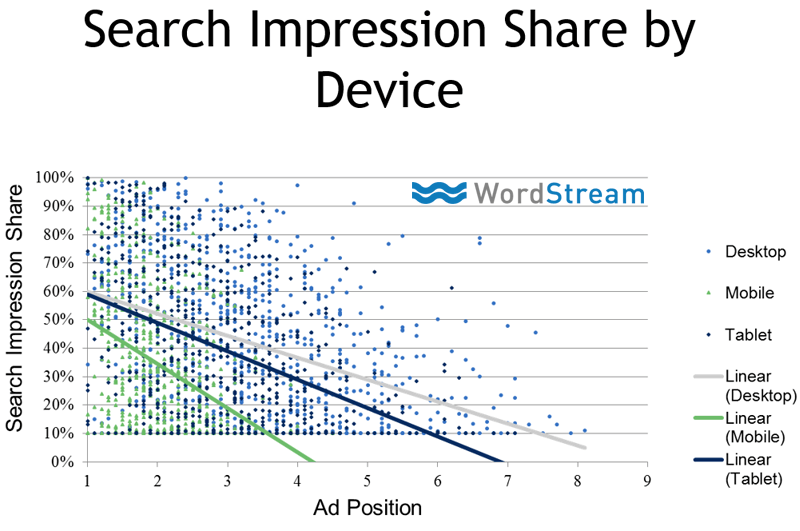 Search Impression Share by
Device
WordStream
Search Impression Share
100%
90%
80%
70%
60%
50%
40%
30%
20%
10%
0%
1 2 3 4 5 6 7 8 9
Ad Position
Desktop
Mobile
Tablet
Linear
(Desktop)
Linear
(Mobile)
Linear
(Tablet)